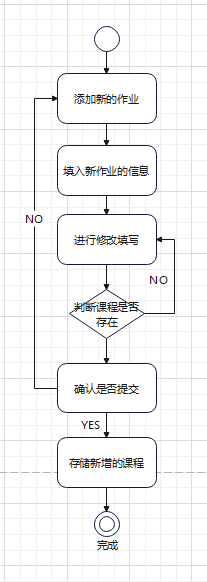 添加新的作业
填入新作业的信息
NO
进行修改填写
NO
判断课程是否
存在
确认是否提交
YES
存储新增的课程
完成